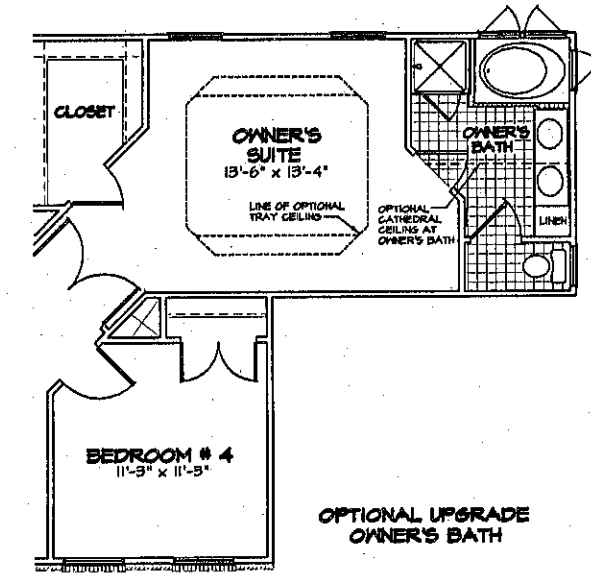 CLOSET
OWNER'S
SUITE
13'-6" x 13'-4"
LINE OF OPTIONAL
TRAY CEILING
OWNER'S
BATH
OPTIONAL
CATHEDRAL
CEILING AT
OWNER'S BATH
LINEN
BEDROOM # 4
11'-3" x 11'-5"
OPTIONAL UPGRADE
OWNER'S BATH